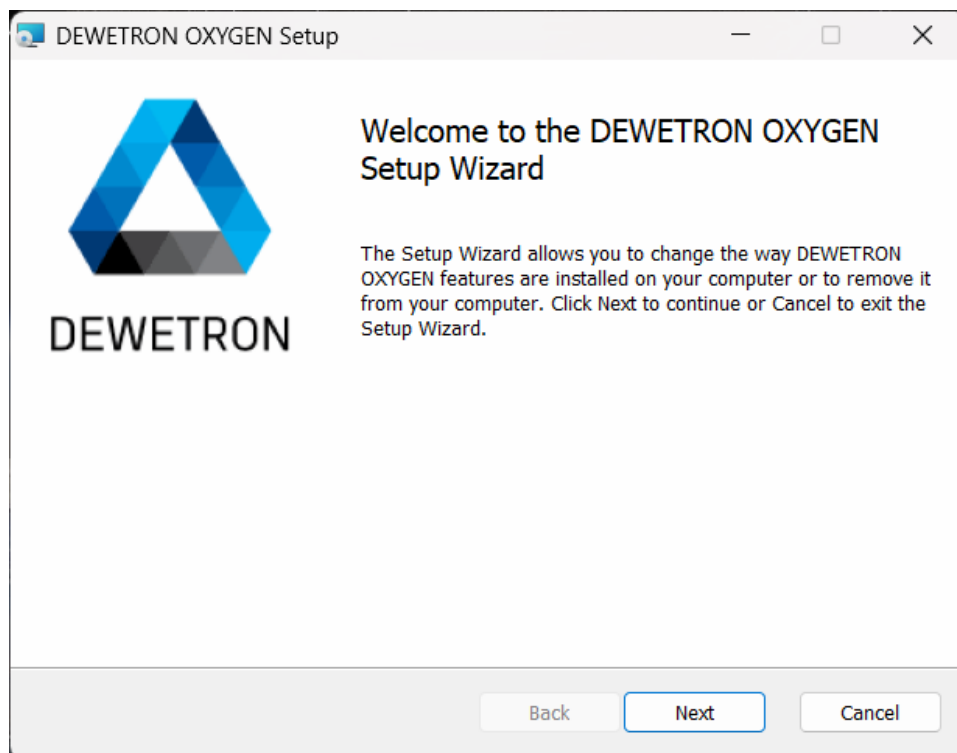 DEWETRON OXYGEN Setup
Welcome to the DEWETRON OXYGEN
Setup Wizard
The Setup Wizard allows you to change the way DEWETRON
OXYGEN features are installed on your computer or to remove it
from your computer. Click Next to continue or Cancel to exit the
Setup Wizard.
DEWETRON
Back
Next
Cancel